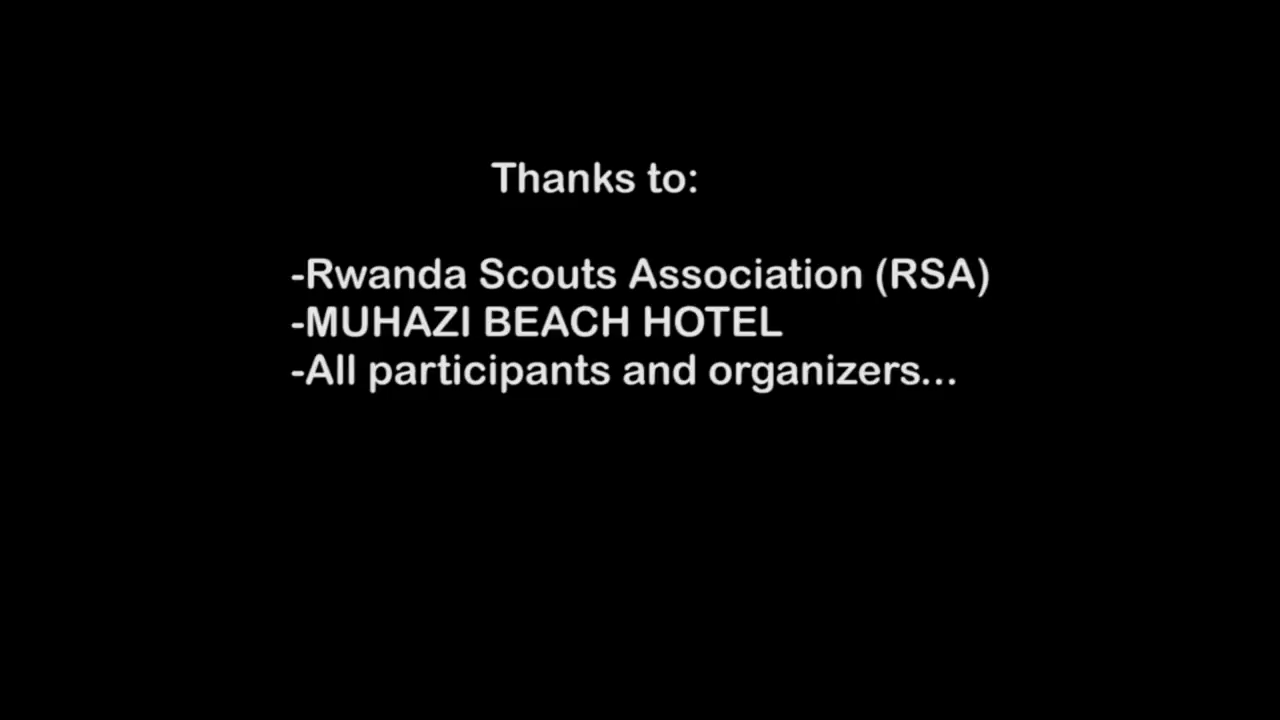 Thanks to:
-Rwanda Scouts Association (RSA)
-MUHAZI BEACH HOTEL
-All participants and organizers...